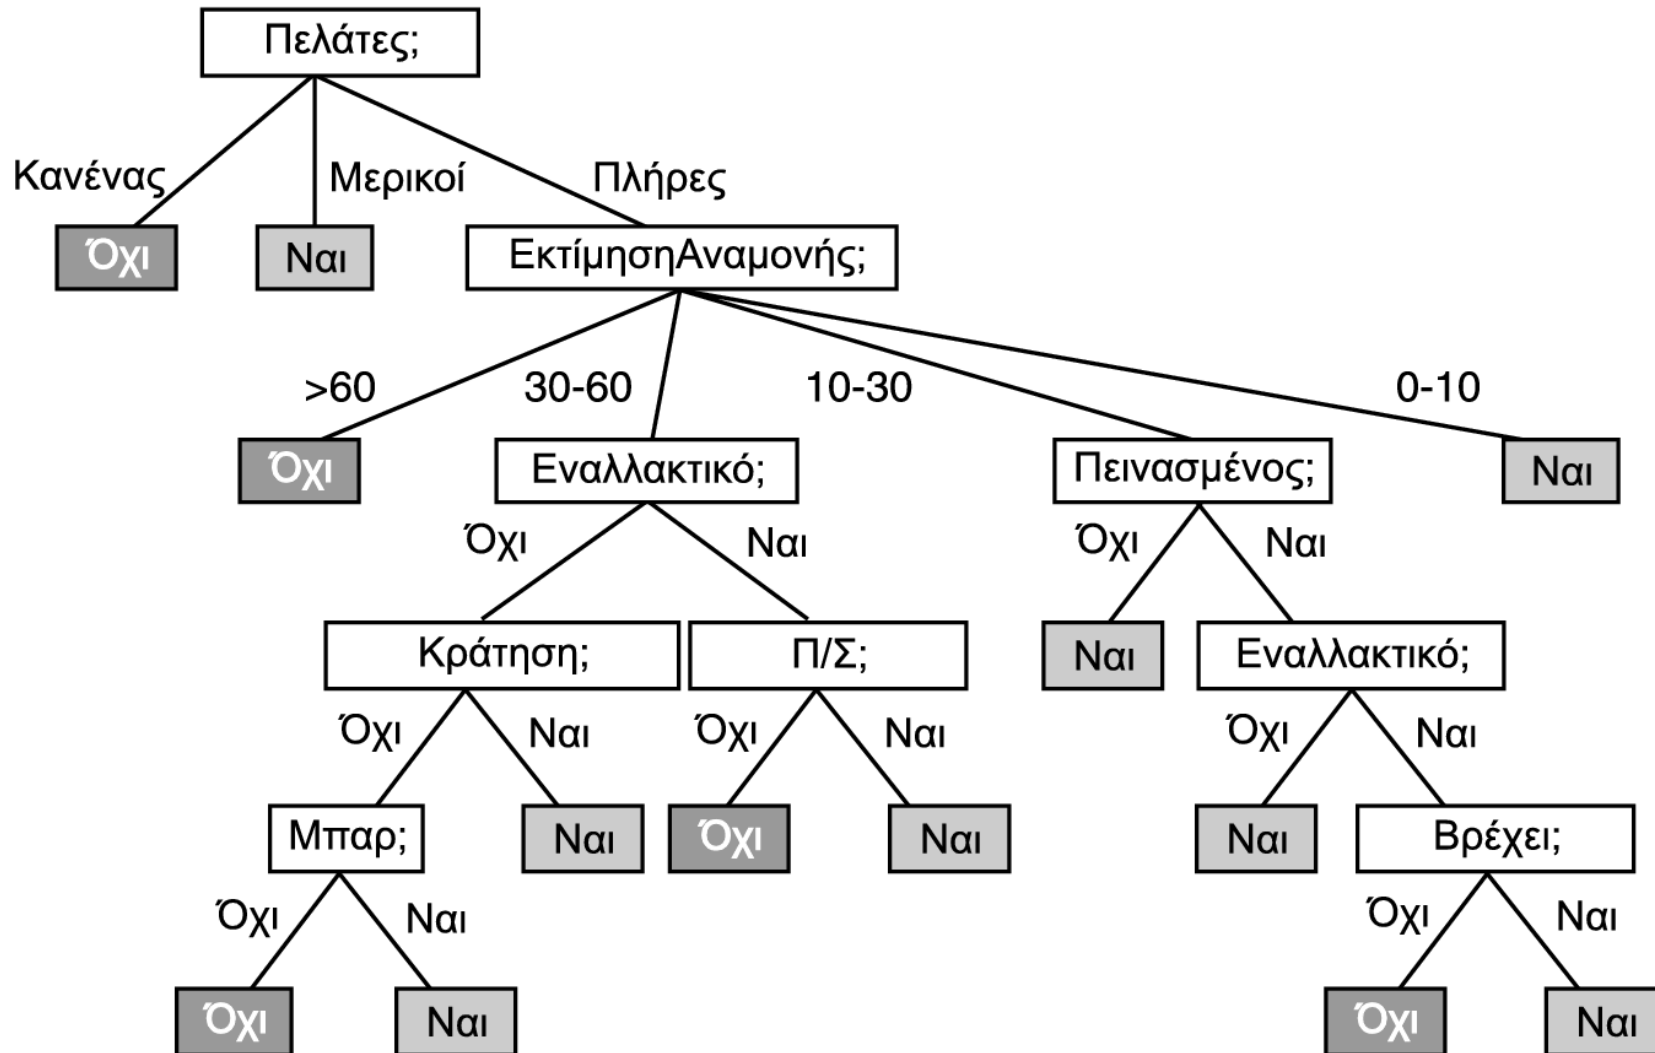 Πελάτες;
Κανένας Μερικοί Πλήρες
Όχι Ναι ΕκτίμησηΑναμονής;
>60 30-60 10-30 0-10
Όχι Εναλλακτικό; Πεινασμένος; Ναι
Όχι Ναι Όχι Ναι
Κράτηση; Π/Σ; Ναι Εναλλακτικό;
Όχι Ναι Όχι Ναι Όχι Ναι
Μπαρ; Ναι Όχι Ναι Ναι Βρέχει;
Όχι Ναι Όχι Ναι
Όχι Ναι Όχι Ναι